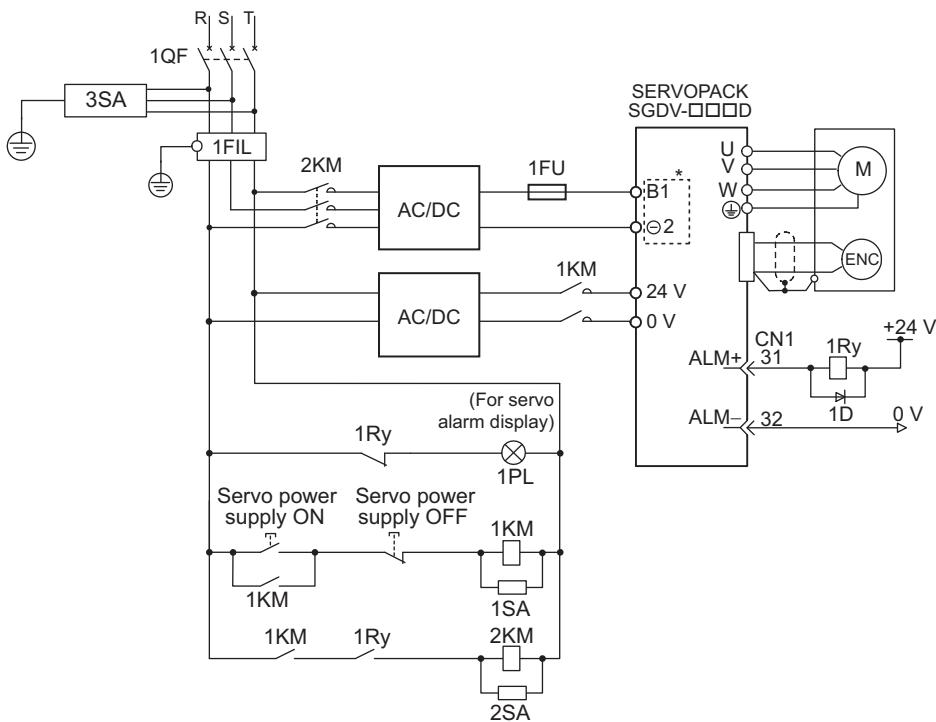 R S T
1QF
3SA
1FIL
2KM
AC/DC
1FU
SERVOPACK
SGDV-□□□D
B1
*
⊖2
U
V
W
M
ENC
AC/DC
1KM
24 V
0 V
CN1
ALM+ 31
1Ry
+24 V
1D
ALM− 32
0 V
(For servo
alarm display)
1Ry
1PL
Servo power
supply ON
Servo power
supply OFF
1KM
1KM
1SA
1KM
1Ry
2KM
2SA